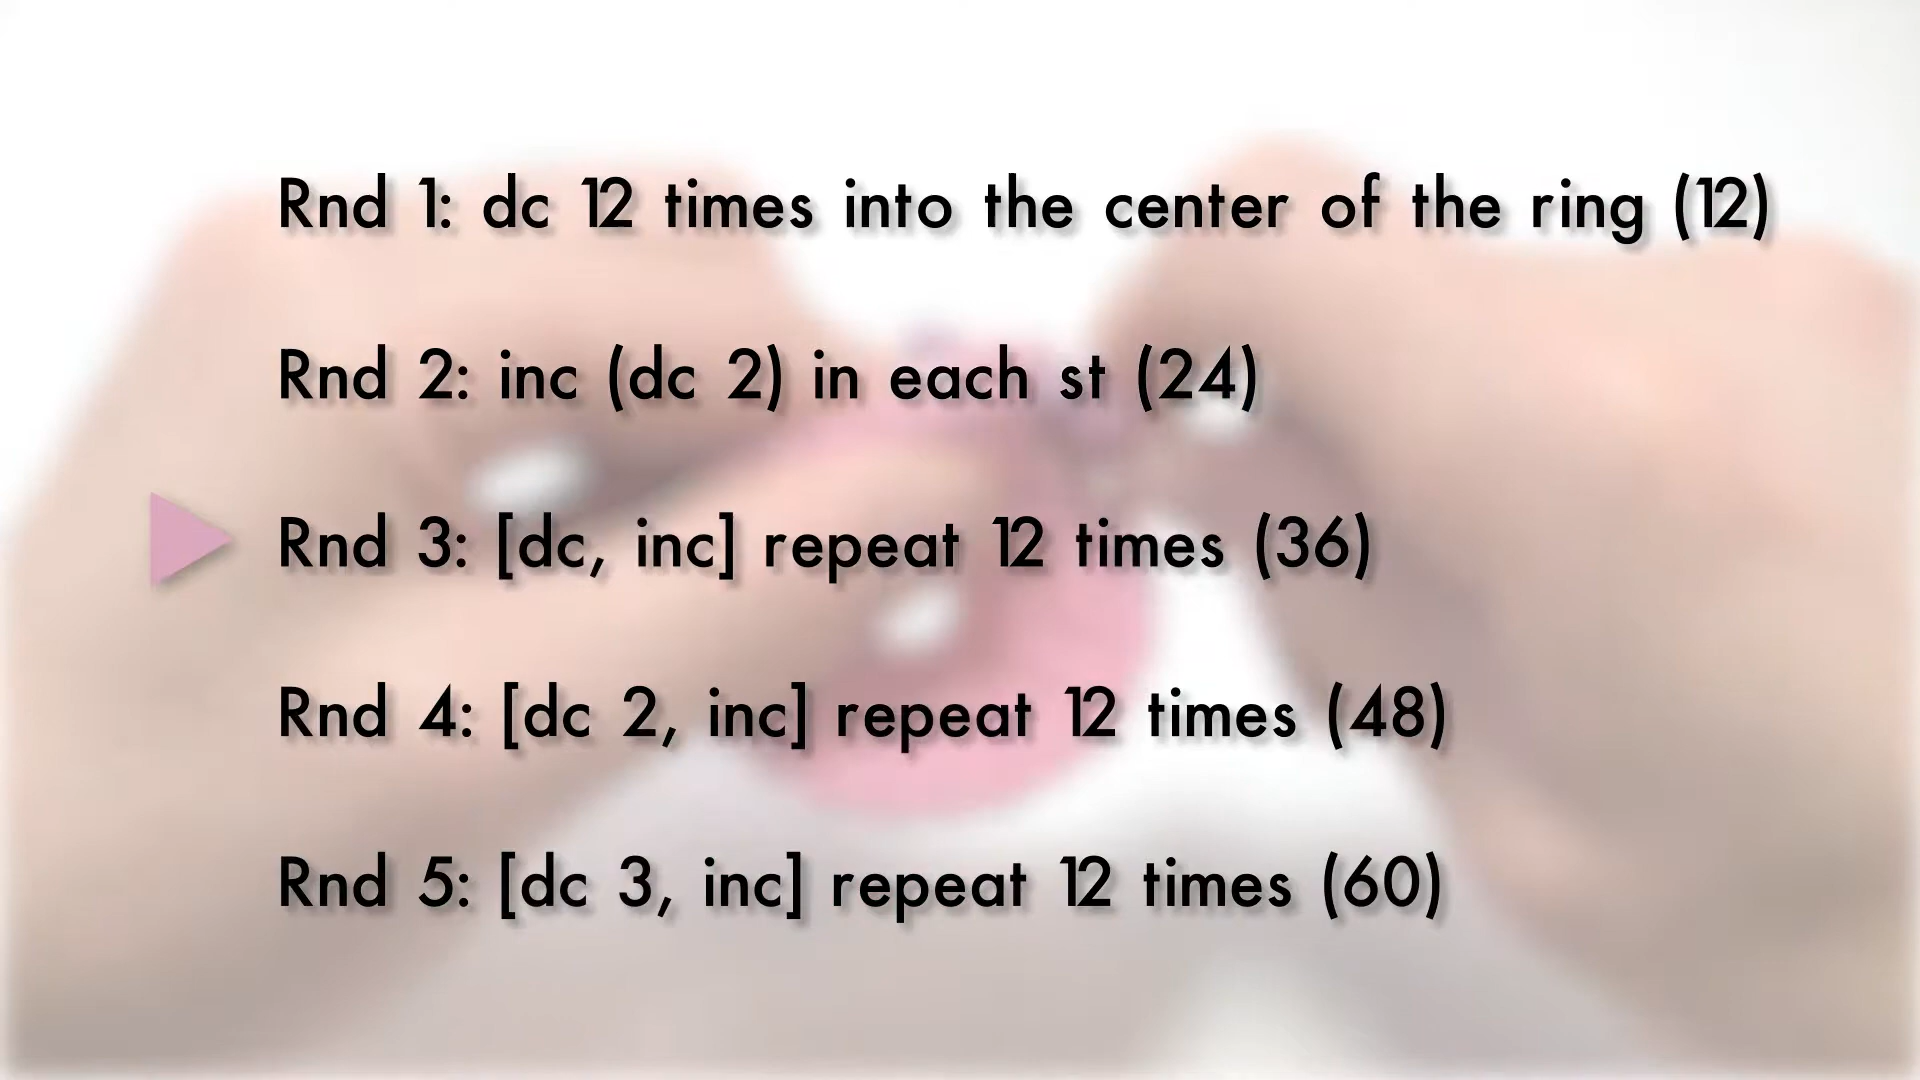 Rnd 1: dc 12 times into the center of the ring (12)
Rnd 2: inc (dc 2) in each st (24)
Rnd 3: [dc, inc] repeat 12 times (36)
Rnd 4: [dc 2, inc] repeat 12 times (48)
Rnd 5: [dc 3, inc] repeat 12 times (60)